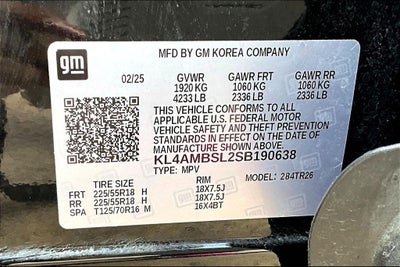 gm
MFD BY GM KOREA COMPANY
02/25 GVWR GAWR FRT GAWR RR
1920 KG 1060 KG 1060 KG
4233 LB 2336 LB 2336 LB
THIS VEHICLE CONFORMS TO ALL
APPLICABLE U.S. FEDERAL MOTOR
VEHICLE SAFETY AND THEFT PREVENTION
STANDARDS IN EFFECT ON THE DATE OF
MANUFACTURE SHOWN ABOVE.
KL4AMBSL2SB190638
TYPE: MPV MODEL: 284TR26
TIRE SIZE RIM
FRT 225/55R18 H 18X7.5J
RR 225/55R18 H 18X7.5J
SPA T125/70R16 M 16X4BT